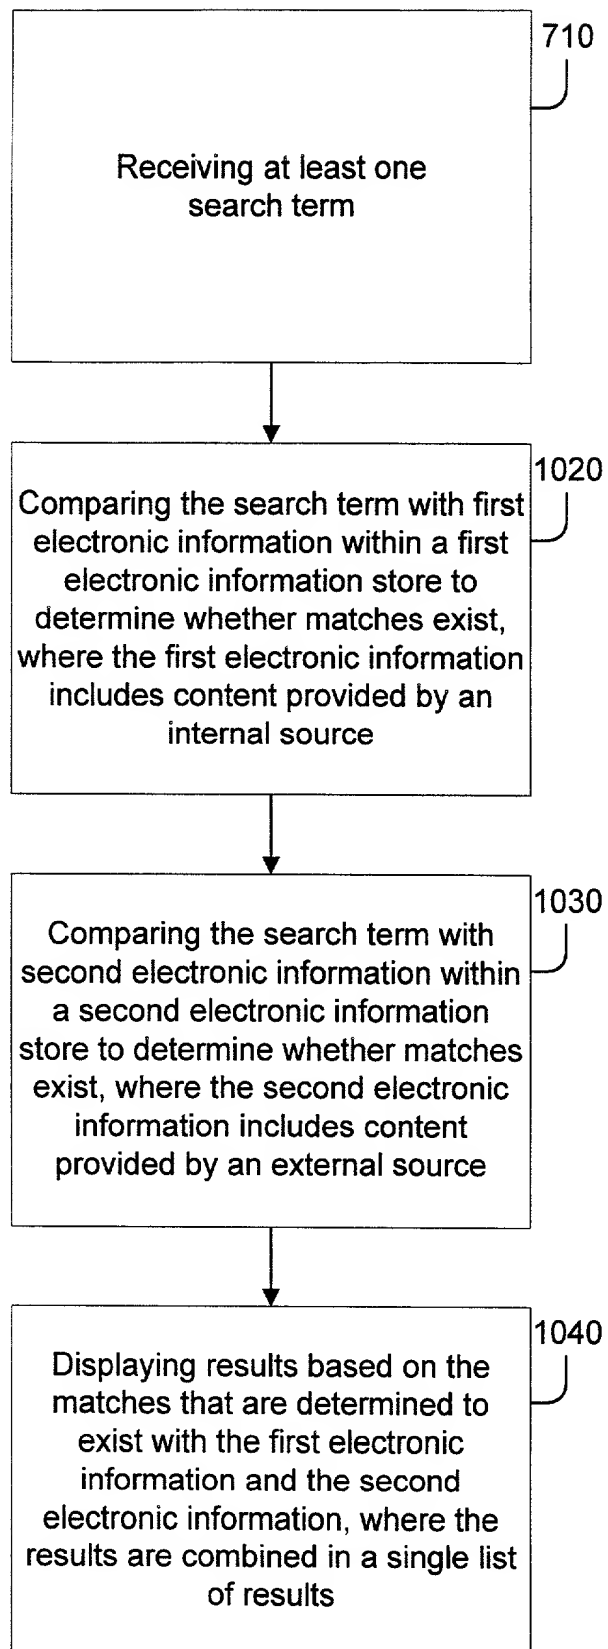 710
Receiving at least one
search term
1020
Comparing the search term with first
electronic information within a first
electronic information store to
determine whether matches exist,
where the first electronic information
includes content provided by an
internal source
1030
Comparing the search term with
second electronic information within
a second electronic information
store to determine whether matches
exist, where the second electronic
information includes content
provided by an external source
1040
Displaying results based on the
matches that are determined to
exist with the first electronic
information and the second
electronic information, where the
results are combined in a single list
of results